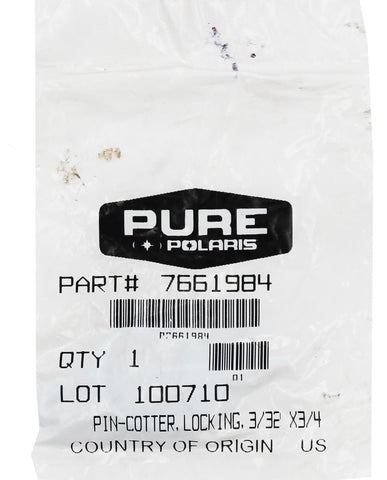 PURE
POLARIS
PART# 7661984
P7661984
QTY 1
01
LOT 100710
PIN-COTTER, LOCKING, 3/32 X3/4
COUNTRY OF ORIGIN US